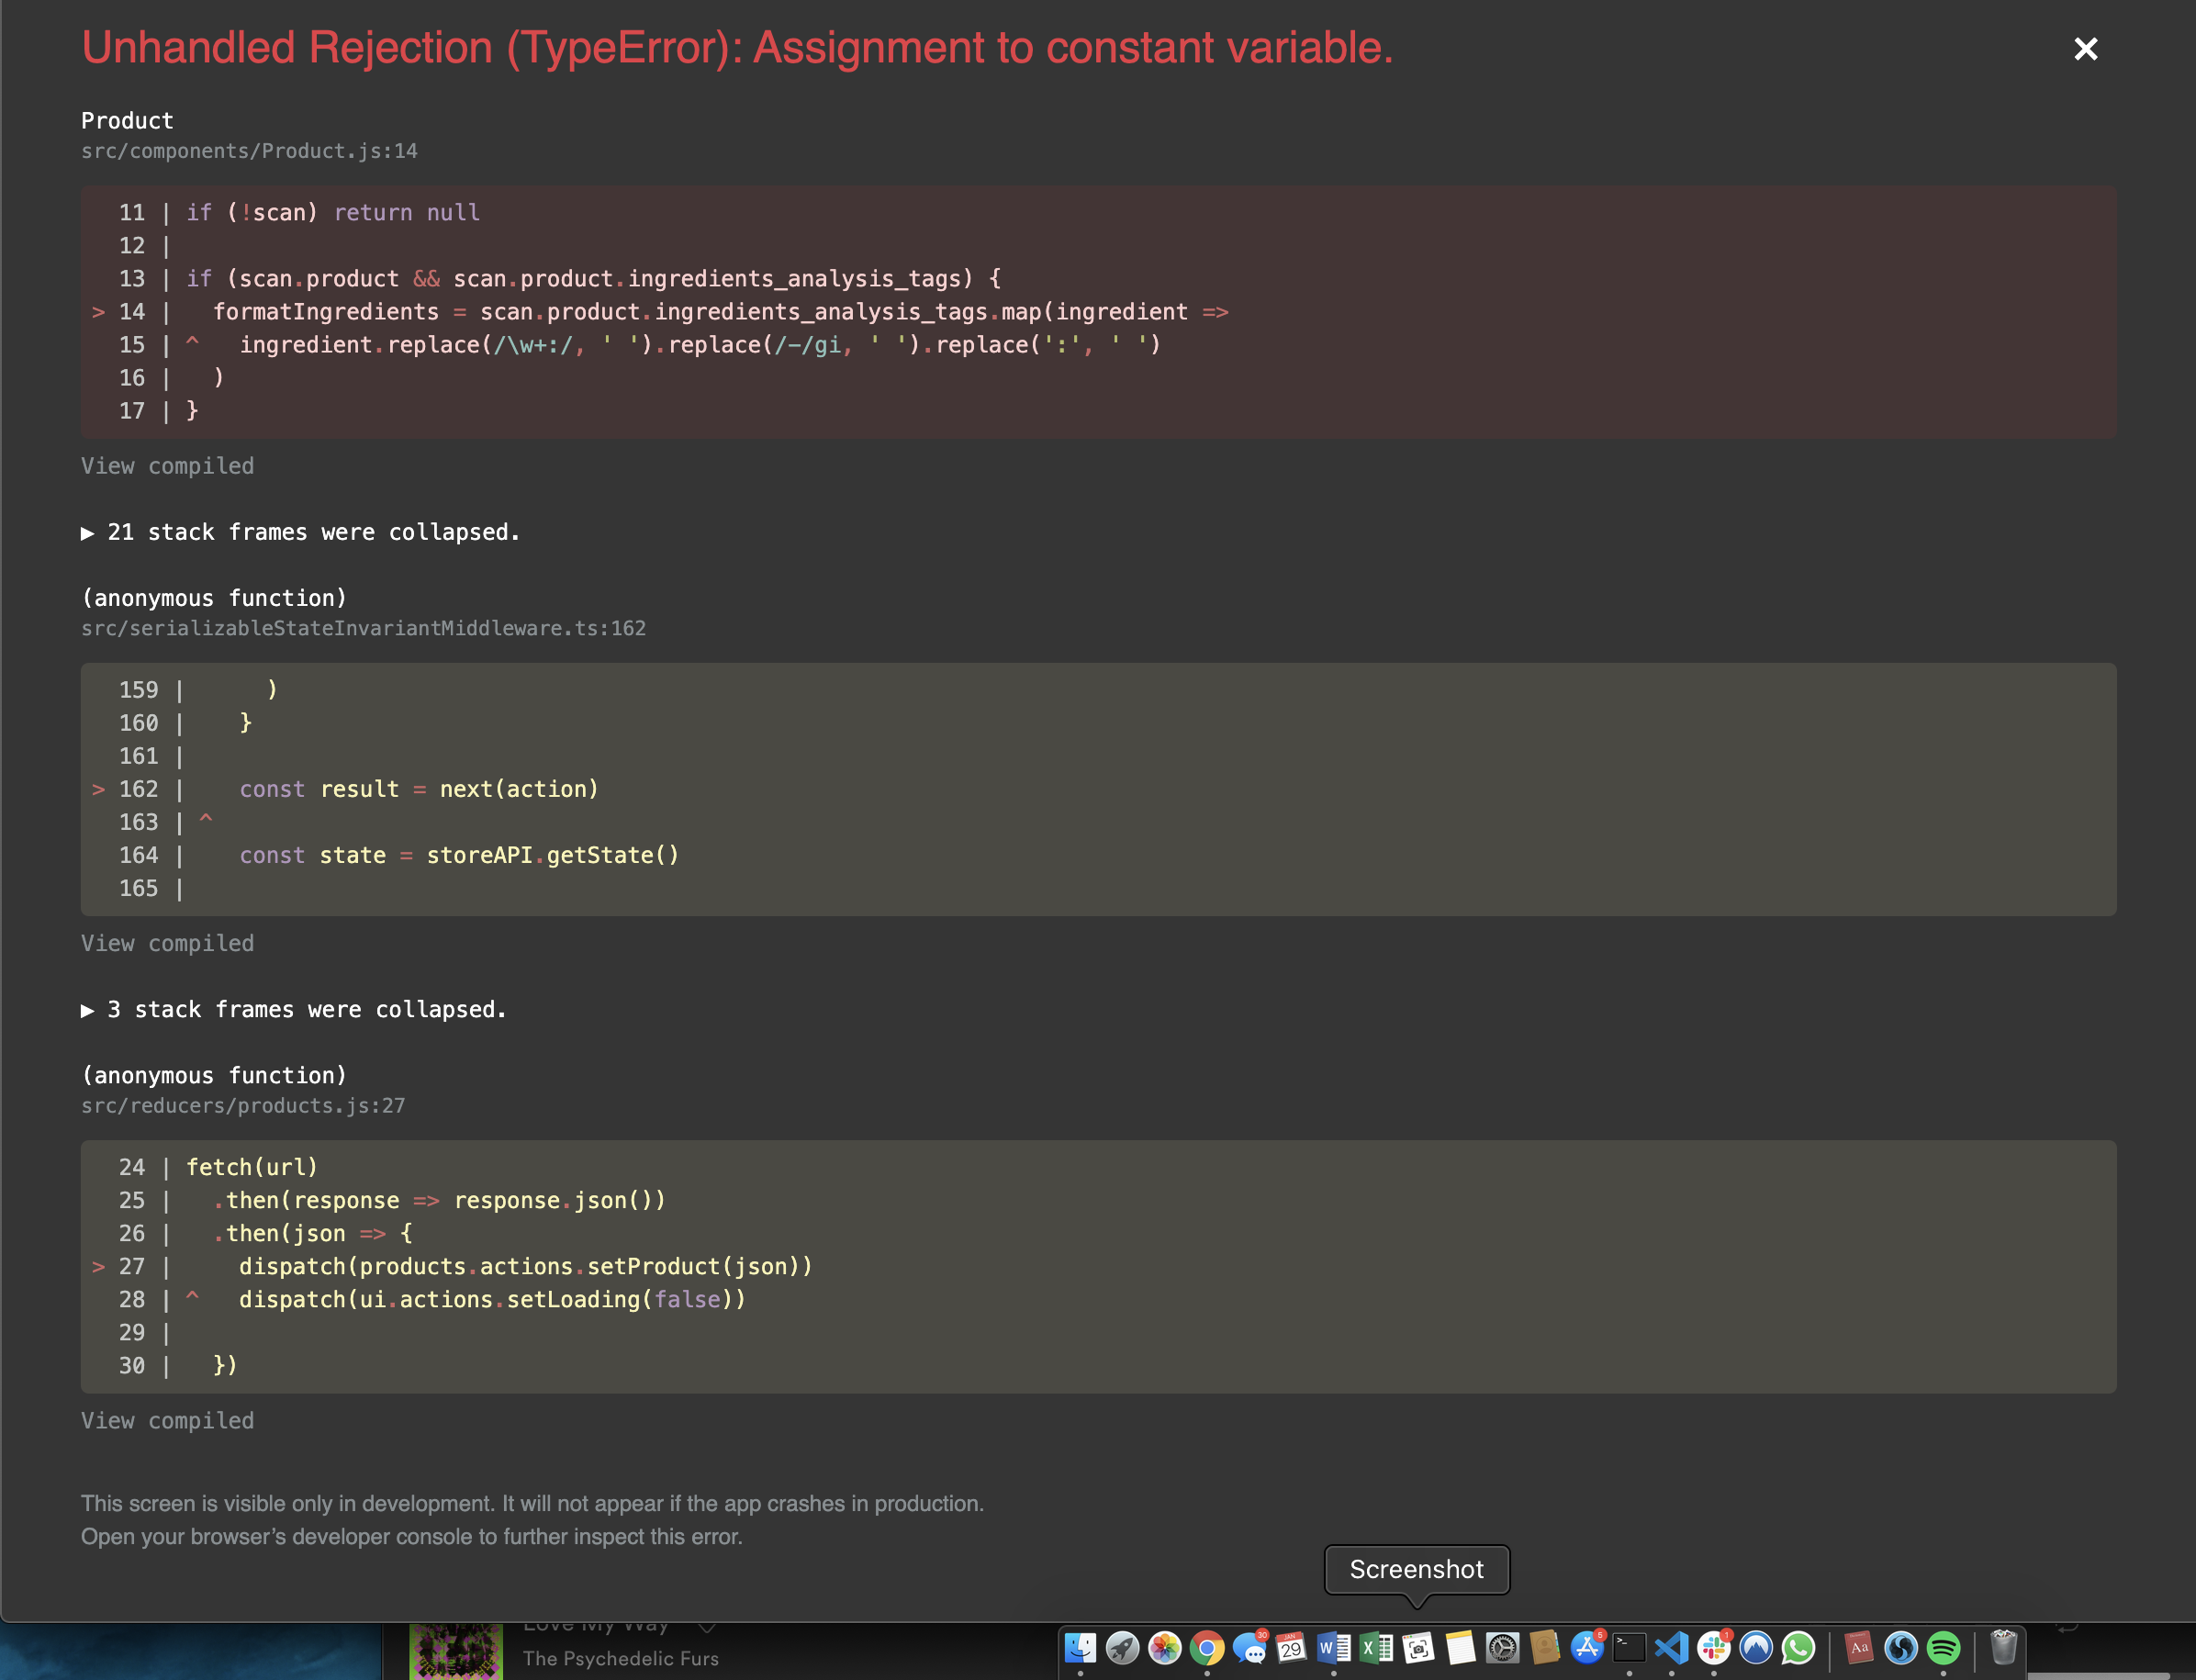 Unhandled Rejection (TypeError): Assignment to constant variable.
×
Product
src/components/Product.js:14
  11 | if (!scan) return null
  12 |
  13 | if (scan.product && scan.product.ingredients_analysis_tags) {
> 14 |   formatIngredients = scan.product.ingredients_analysis_tags.map(ingredient =>
  15 | ^   ingredient.replace(/\w+:/, ' ').replace(/-/gi, ' ').replace(':', ' ')
  16 |   )
  17 | }
View compiled
▶ 21 stack frames were collapsed.
(anonymous function)
src/serializableStateInvariantMiddleware.ts:162
  159 |       )
  160 |     }
  161 |
> 162 |     const result = next(action)
  163 | ^
  164 |     const state = storeAPI.getState()
  165 |
View compiled
▶ 3 stack frames were collapsed.
(anonymous function)
src/reducers/products.js:27
  24 | fetch(url)
  25 |   .then(response => response.json())
  26 |   .then(json => {
> 27 |     dispatch(products.actions.setProduct(json))
  28 | ^   dispatch(ui.actions.setLoading(false))
  29 |
  30 |   })
View compiled
This screen is visible only in development. It will not appear if the app crashes in production.
Open your browser’s developer console to further inspect this error.
Screenshot
Love My Way
The Psychedelic Furs
30
JAN
29
W
X
5
>_
1
Aa